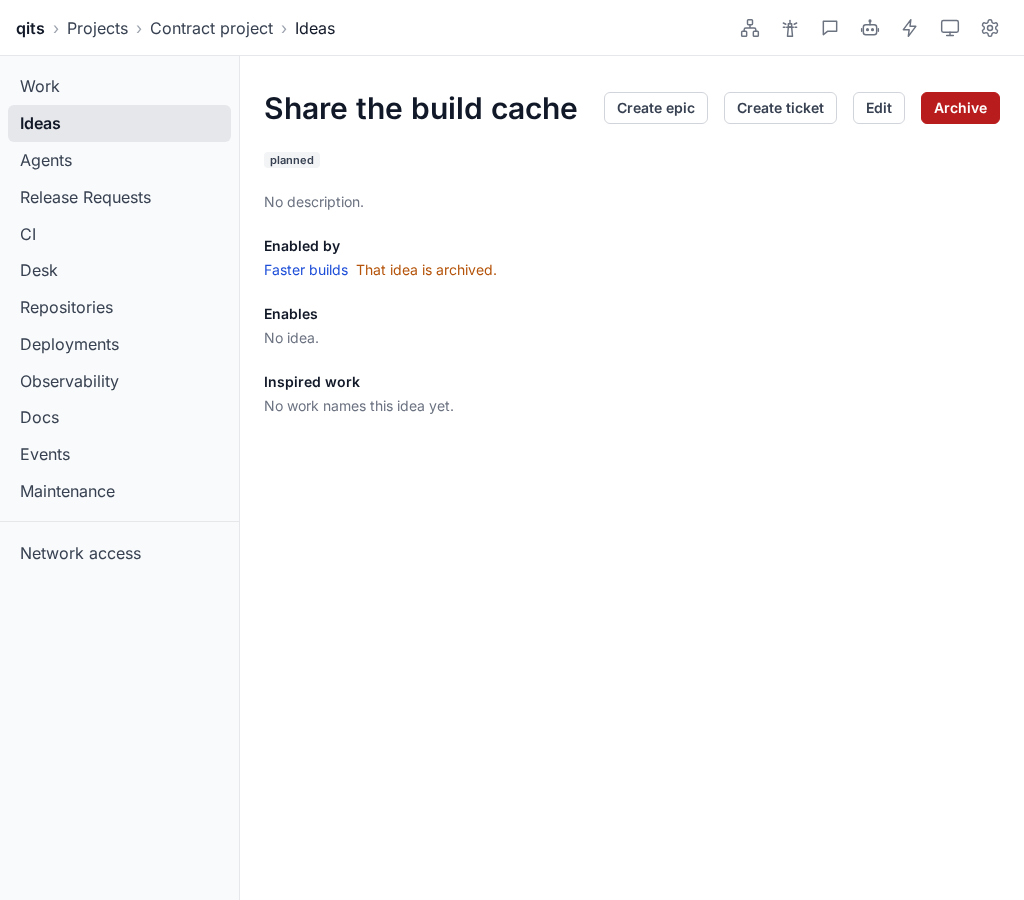 qits › Projects › Contract project › Ideas
Work
Ideas
Agents
Release Requests
CI
Desk
Repositories
Deployments
Observability
Docs
Events
Maintenance
Network access
Share the build cache
Create epic
Create ticket
Edit
Archive
planned
No description.
Enabled by
Faster builds That idea is archived.
Enables
No idea.
Inspired work
No work names this idea yet.